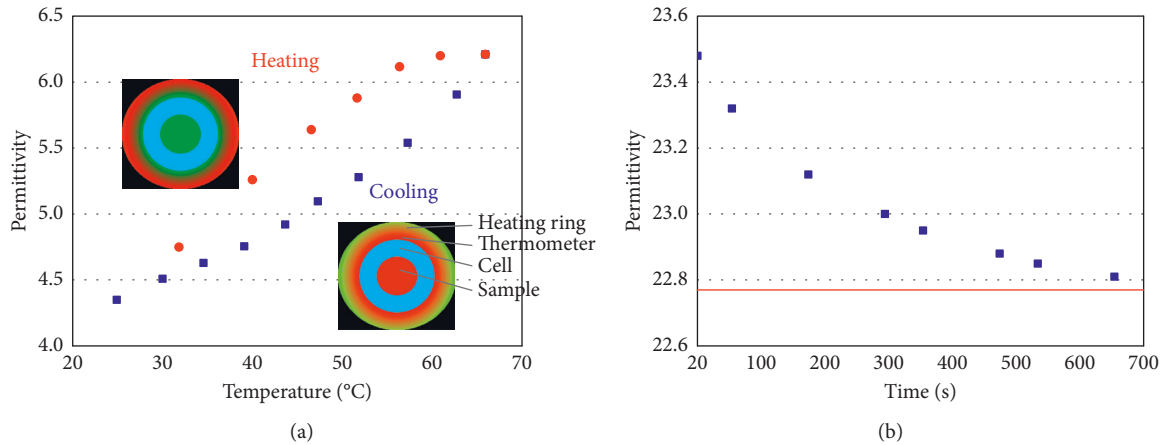 6.5
6.0
5.5
5.0
4.5
4.0
Permittivity
Heating
Cooling
Heating ring
Thermometer
Cell
Sample
20
30
40
50
60
70
Temperature (°C)
(a)
23.6
23.4
23.2
23.0
22.8
22.6
Permittivity
20
100
200
300
400
500
600
700
Time (s)
(b)